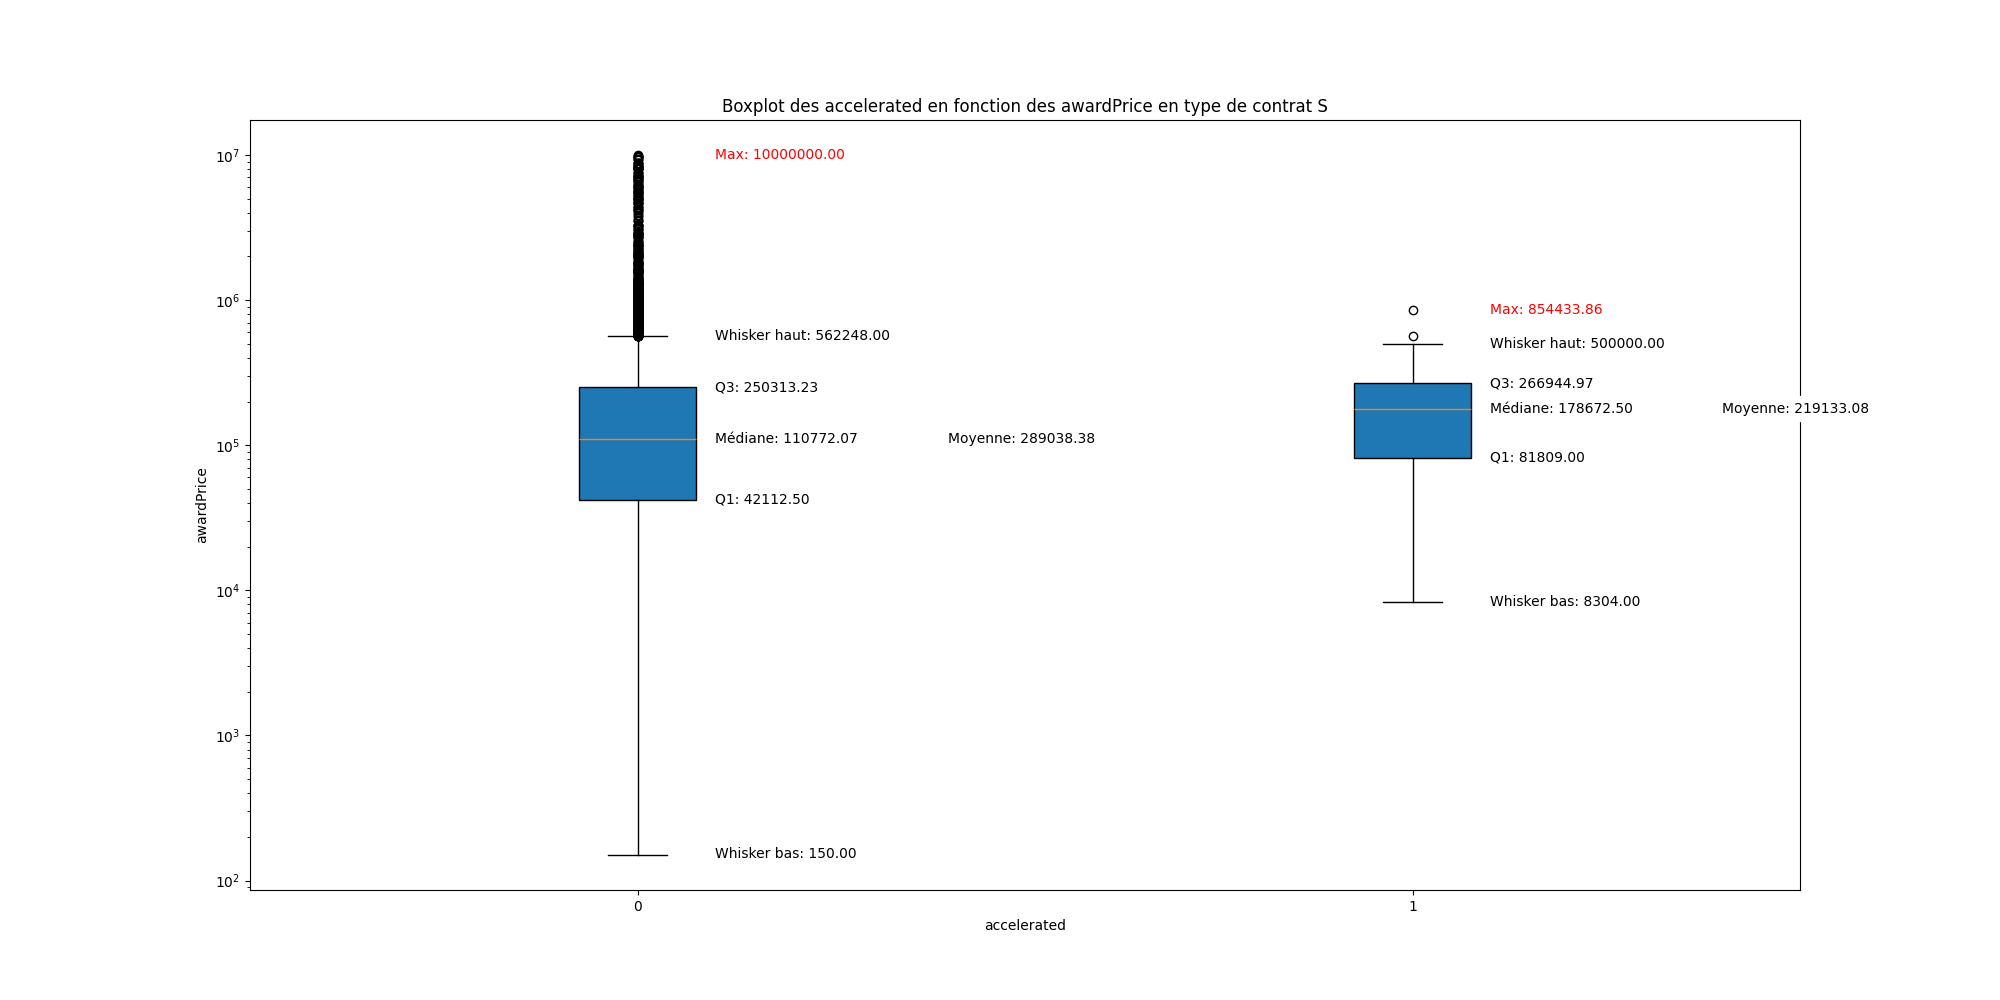 Boxplot des accelerated en fonction des awardPrice en type de contrat S
10^7
10^6
10^5
10^4
10^3
10^2
awardPrice
Max: 10000000.00
Whisker haut: 562248.00
Q3: 250313.23
Médiane: 110772.07 Moyenne: 289038.38
Q1: 42112.50
Whisker bas: 150.00
Max: 854433.86
Whisker haut: 500000.00
Q3: 266944.97
Médiane: 178672.50 Moyenne: 219133.08
Q1: 81809.00
Whisker bas: 8304.00
0 1
accelerated